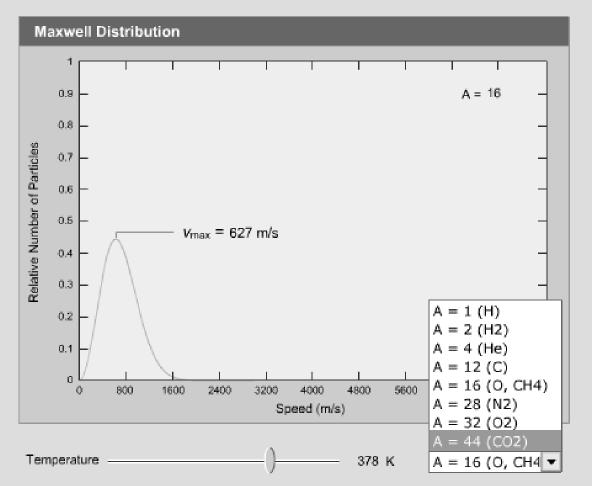 Maxwell Distribution
1
0.9
A = 16
0.8
0.7
0.6
0.5
vmax = 627 m/s
0.4
0.3
0.2
0.1
0
Relative Number of Particles
0 800 1600 2400 3200 4000 4800 5600
Speed (m/s)
A = 1 (H)
A = 2 (H2)
A = 4 (He)
A = 12 (C)
A = 16 (O, CH4)
A = 28 (N2)
A = 32 (O2)
A = 44 (CO2)
A = 16 (O, CH4
Temperature 378 K